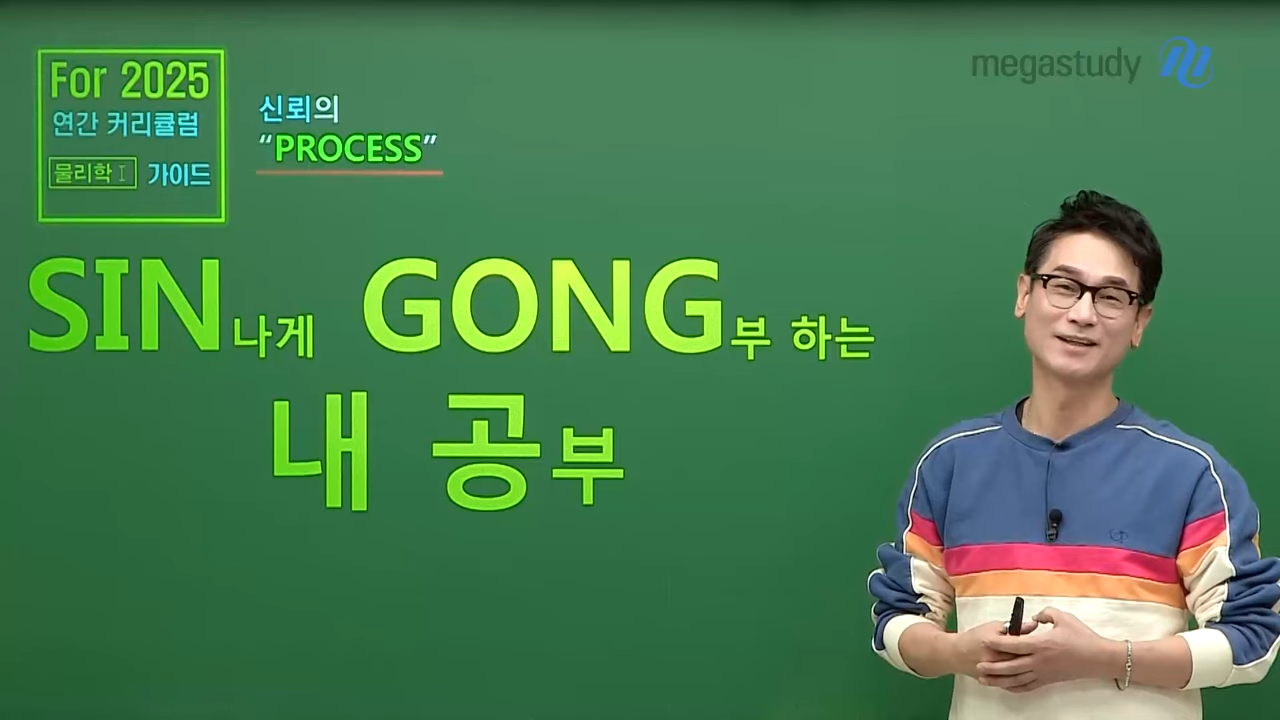 megastudy
For 2025
연간 커리큘럼
물리학 I 가이드
신뢰의
“PROCESS”
SIN나게 GONG부 하는
내 공부